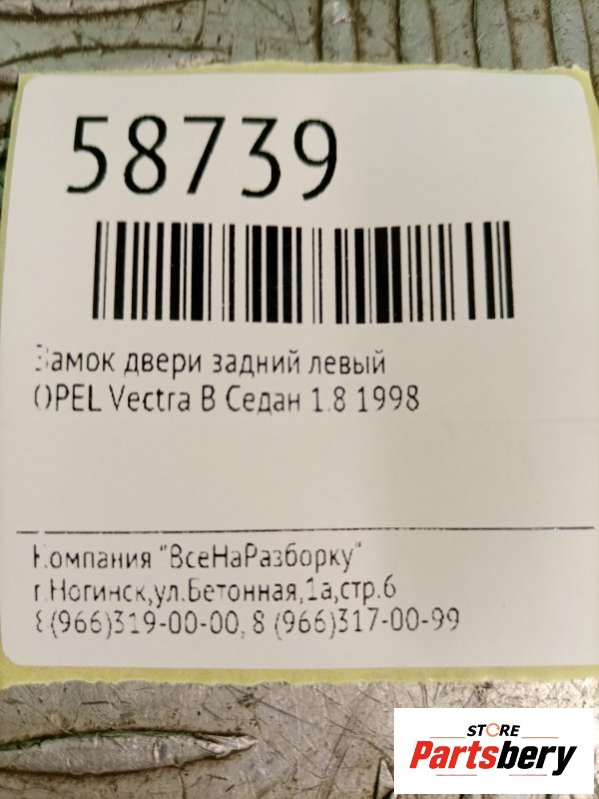 58739
Замок двери задний левый
OPEL Vectra B Седан 1.8 1998
Компания "ВсеНаРазборку"
г.Ногинск,ул.Бетонная,1а,стр.6
8 (966)319-00-00, 8 (966)317-00-99
STORE
Partsbery